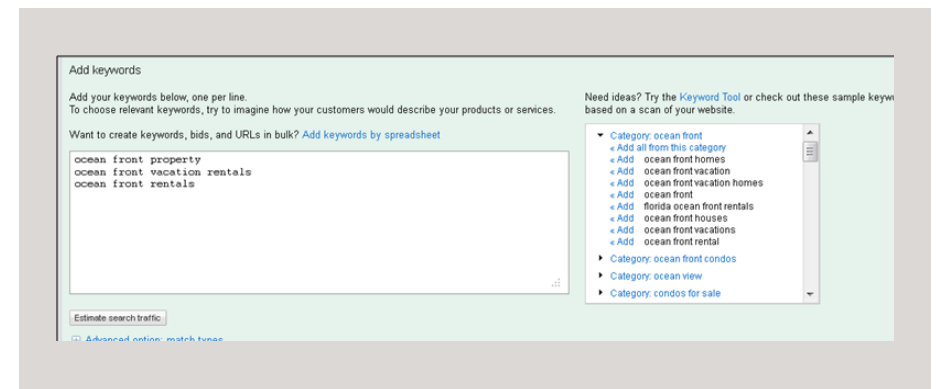 Add keywords
Add your keywords below, one per line.
To choose relevant keywords, try to imagine how your customers would describe your products or services.
Want to create keywords, bids, and URLs in bulk? Add keywords by spreadsheet
ocean front property
ocean front vacation rentals
ocean front rentals
Estimate search traffic
Advanced option: match types
Need ideas? Try the Keyword Tool or check out these sample keyw
based on a scan of your website.
Category: ocean front
« Add all from this category
« Add ocean front homes
« Add ocean front vacation
« Add ocean front vacation homes
« Add ocean front
« Add florida ocean front rentals
« Add ocean front houses
« Add ocean front vacations
« Add ocean front rental
Category: ocean front condos
Category: ocean view
Category: condos for sale